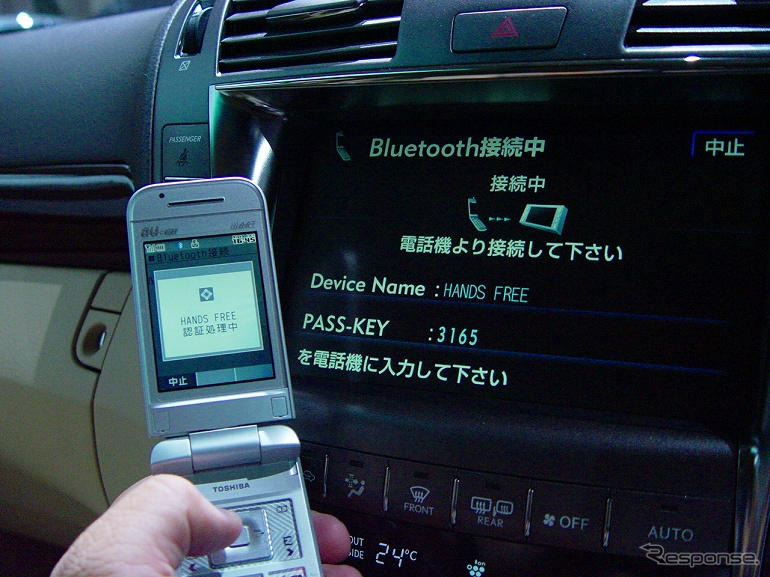 PASSENGER
Bluetooth接続中
中止
接続中
電話機より接続して下さい
Device Name : HANDS FREE
PASS-KEY : 3165
を電話機に入力して下さい
au
Bluetooth接続
HANDS FREE
認証処理中
中止
TOSHIBA
FRONT
REAR
OFF
AUTO
OUT
SIDE
24℃
ion
Response.